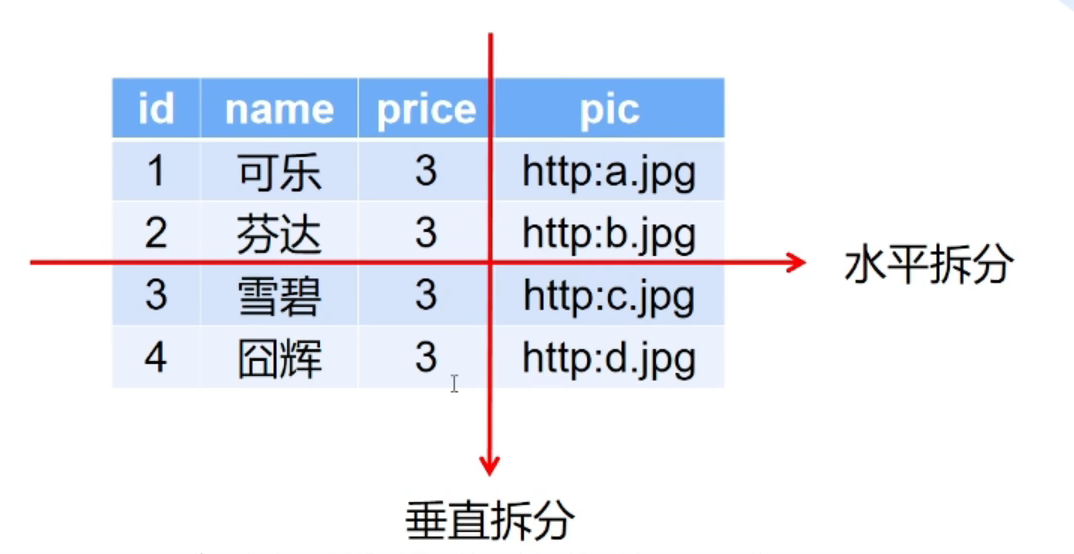 id name price pic
1 可乐 3 http:a.jpg
2 芬达 3 http:b.jpg
3 雪碧 3 http:c.jpg
4 囧辉 3 http:d.jpg
水平拆分
垂直拆分